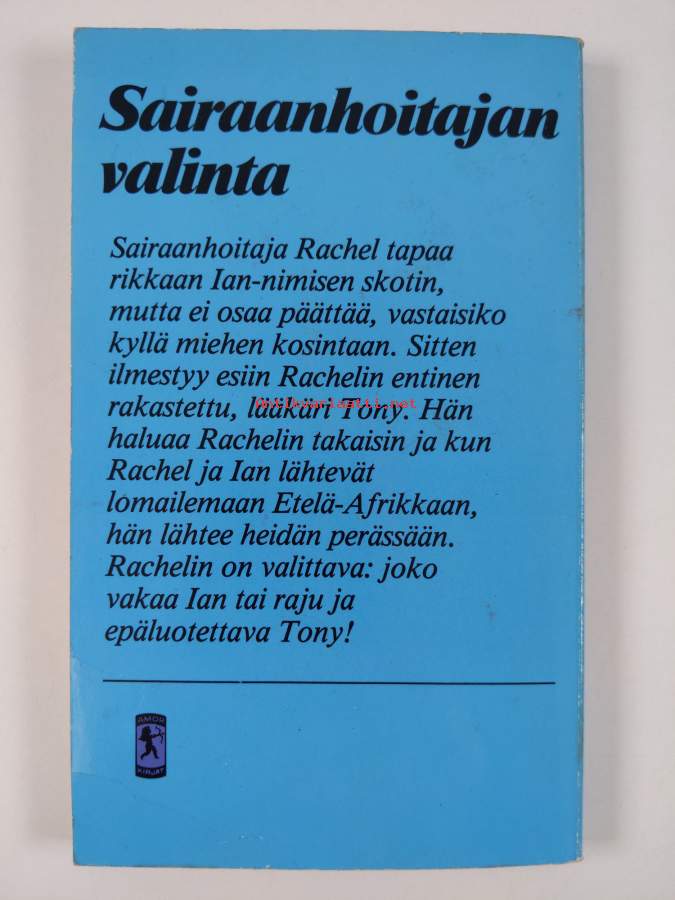 Sairaanhoitajan
valinta
Sairaanhoitaja Rachel tapaa
rikkaan Ian-nimisen skotin,
mutta ei osaa päättää, vastaisiko
kyllä miehen kosintaan. Sitten
ilmestyy esiin Rachelin entinen
rakastettu, lääkäri Tony. Hän
Antikvariaatti.net
haluaa Rachelin takaisin ja kun
Rachel ja Ian lähtevät
lomailemaan Etelä-Afrikkaan,
hän lähtee heidän perässään.
Rachelin on valittava: joko
vakaa Ian tai raju ja
epäluotettava Tony!
AMOR
KIRJAT